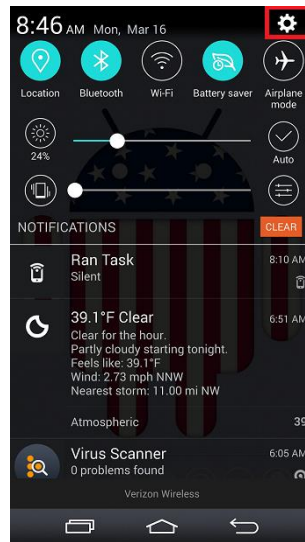 8:46 AM Mon, Mar 16
Location Bluetooth Wi-Fi Battery saver Airplane mode
24%
Auto
NOTIFICATIONS CLEAR
Ran Task 8:10 AM
Silent
39.1°F Clear 6:51 AM
Clear for the hour.
Partly cloudy starting tonight.
Feels like: 39.1°F
Wind: 2.73 mph NNW
Nearest storm: 11.00 mi NW
Atmospheric 39
Virus Scanner 6:05 AM
0 problems found
Verizon Wireless